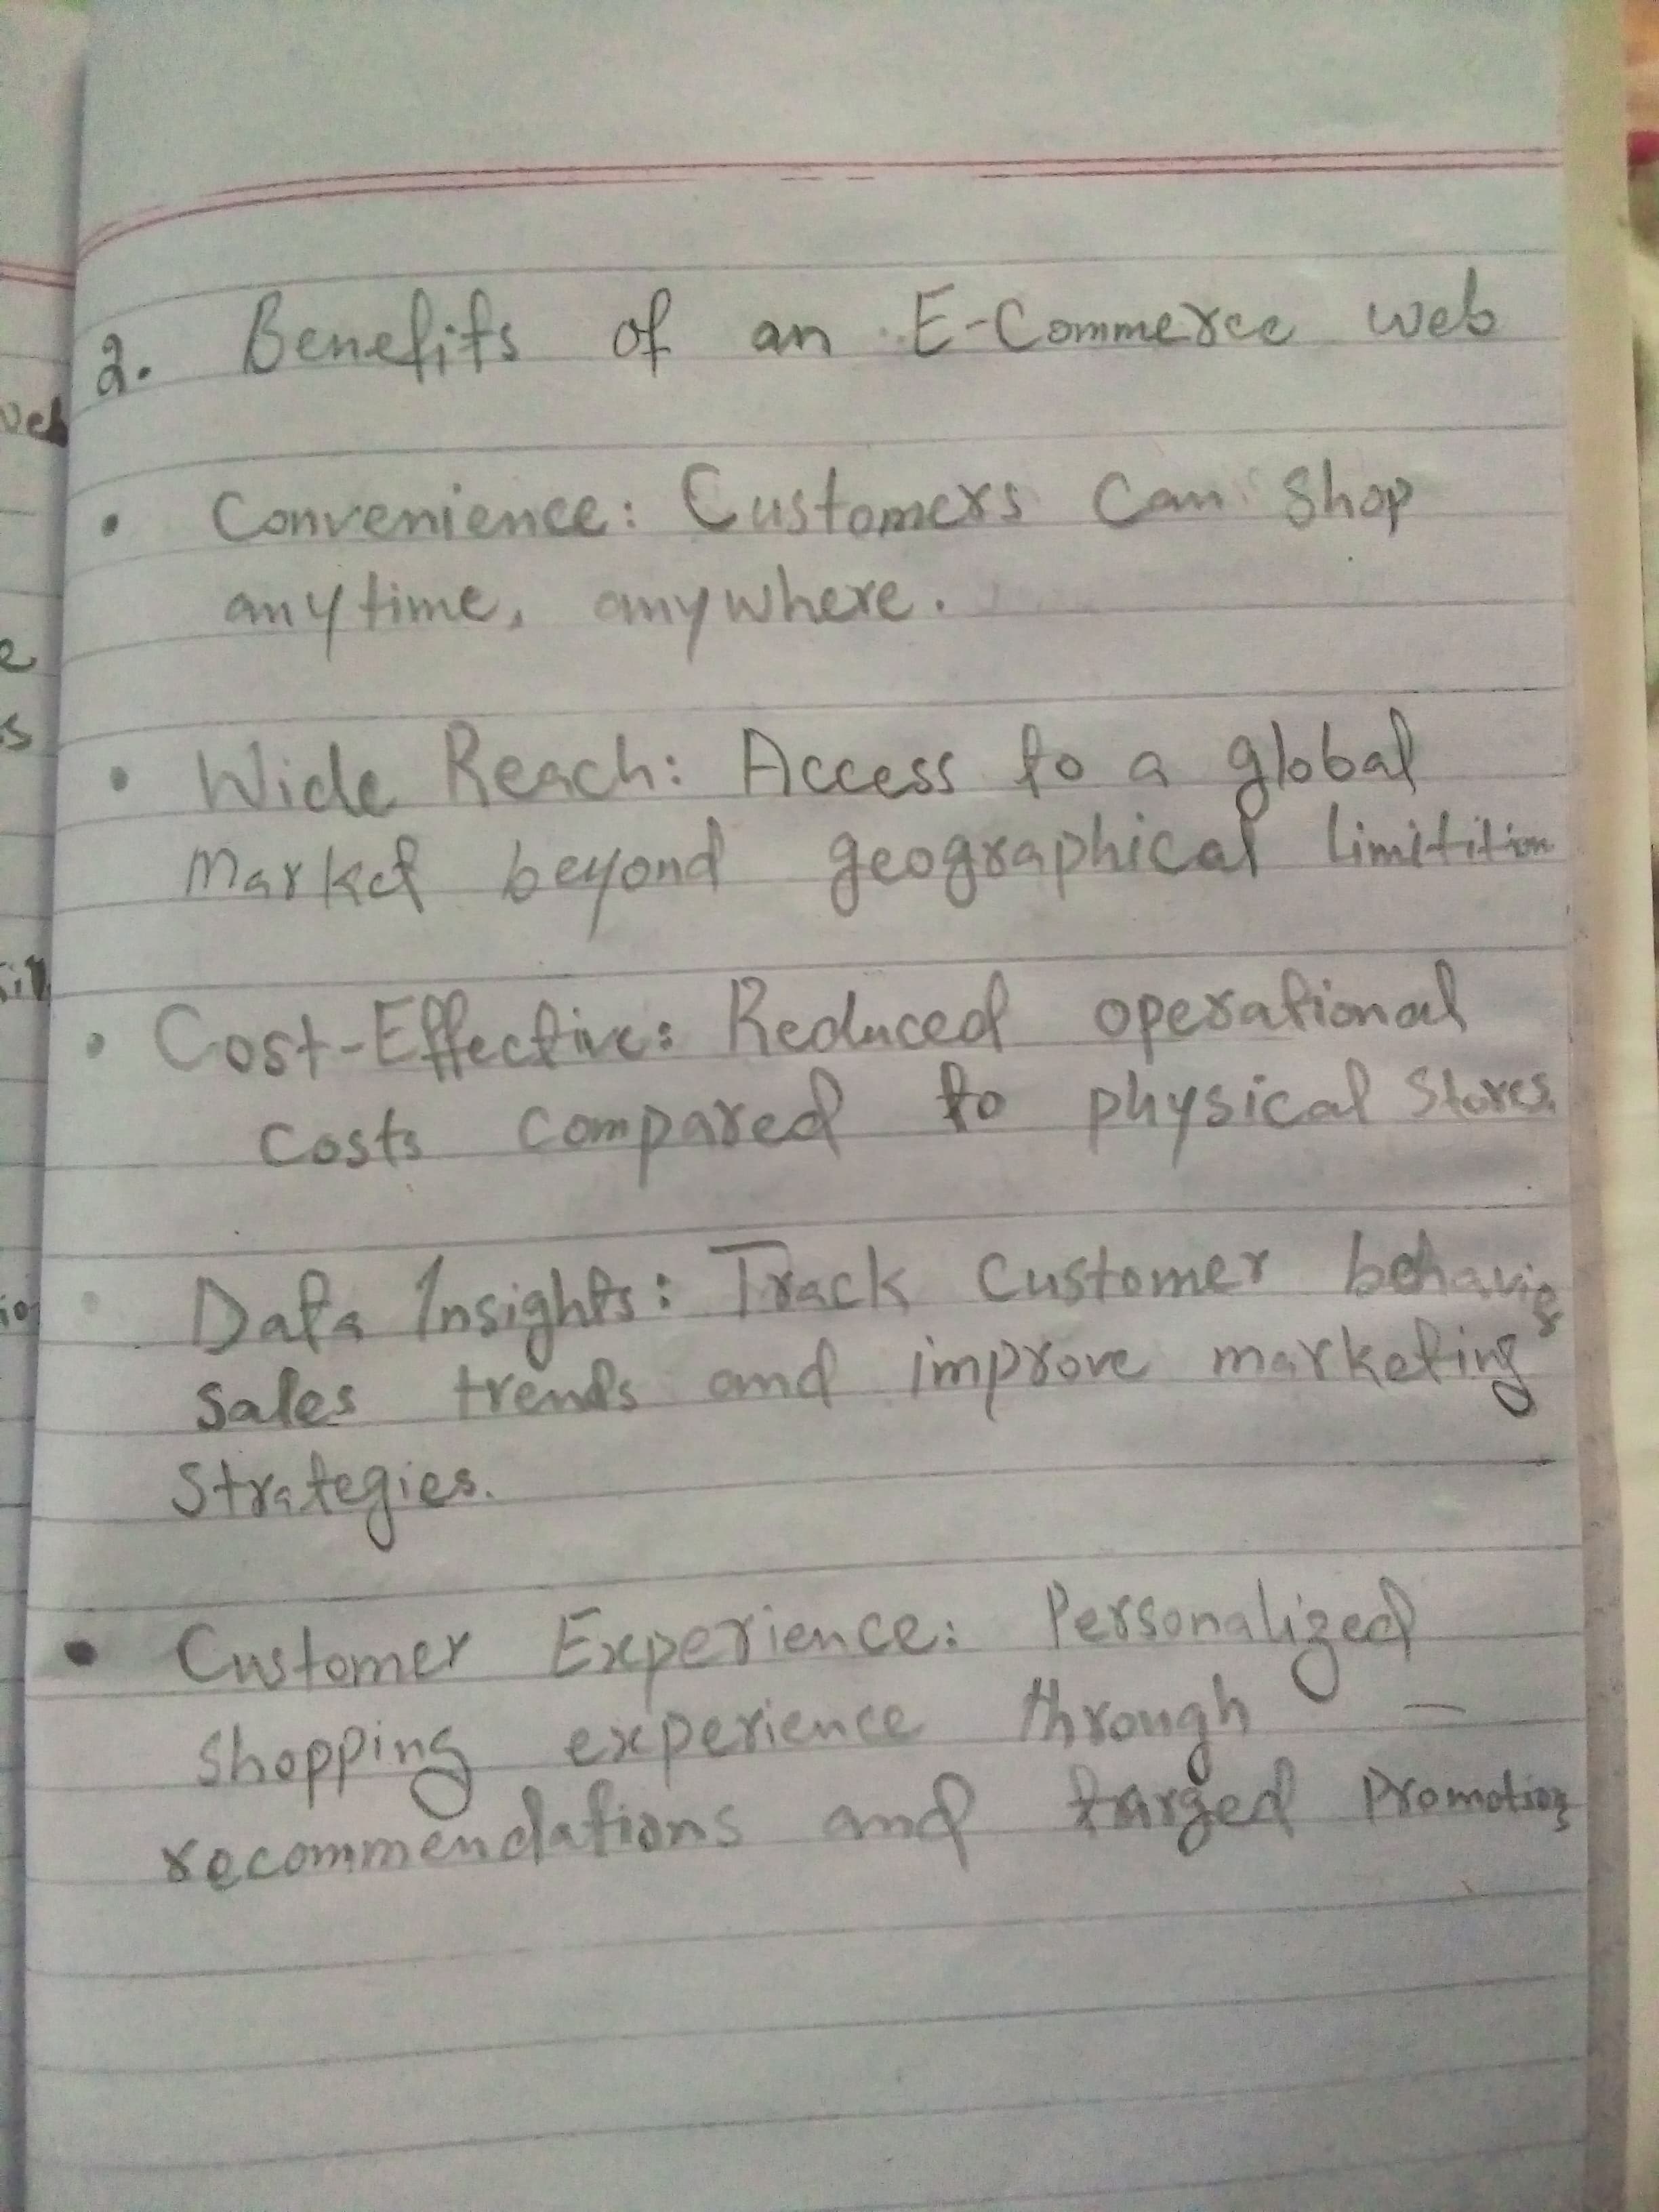 2. Benefits of an E-Commerce web
• Convenience: Customers can shop
anytime, anywhere.
• Wide Reach: Access to a global
Market beyond geographical limitition
• Cost-Effective: Reduced operational
costs compared to physical stores.
• Data Insights: Track customer behavior
sales trends and improve marketing
Strategies.
• Customer Experience: Personalized
shopping experience through —
recommendations and targed promotions